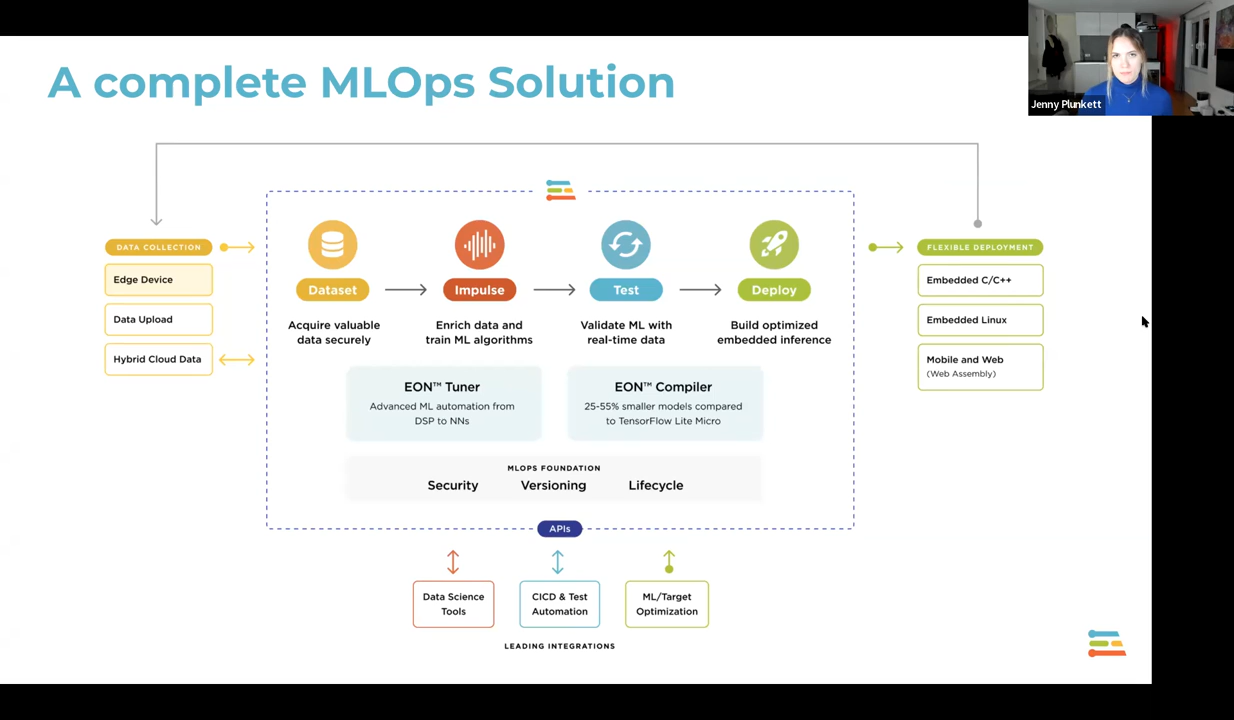 A complete MLOps Solution
Jenny Plunkett
DATA COLLECTION
Edge Device
Data Upload
Hybrid Cloud Data
Dataset
Impulse
Test
Deploy
Acquire valuable
data securely
Enrich data and
train ML algorithms
Validate ML with
real-time data
Build optimized
embedded inference
EON™ Tuner
Advanced ML automation from
DSP to NNs
EON™ Compiler
25-55% smaller models compared
to TensorFlow Lite Micro
MLOPS FOUNDATION
Security Versioning Lifecycle
APIs
FLEXIBLE DEPLOYMENT
Embedded C/C++
Embedded Linux
Mobile and Web
(Web Assembly)
Data Science
Tools
CICD & Test
Automation
ML/Target
Optimization
LEADING INTEGRATIONS